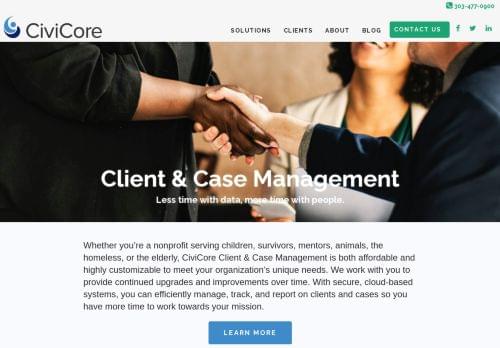 303-477-0900
CiviCore
SOLUTIONS CLIENTS ABOUT BLOG CONTACT US
Client & Case Management
Less time with data, more time with people.
Whether you're a nonprofit serving children, survivors, mentors, animals, the
homeless, or the elderly, CiviCore Client & Case Management is both affordable and
highly customizable to meet your organization's unique needs. We work with you to
provide continued upgrades and improvements over time. With secure, cloud-based
systems, you can efficiently manage, track, and report on clients and cases so you
have more time to work towards your mission.
LEARN MORE